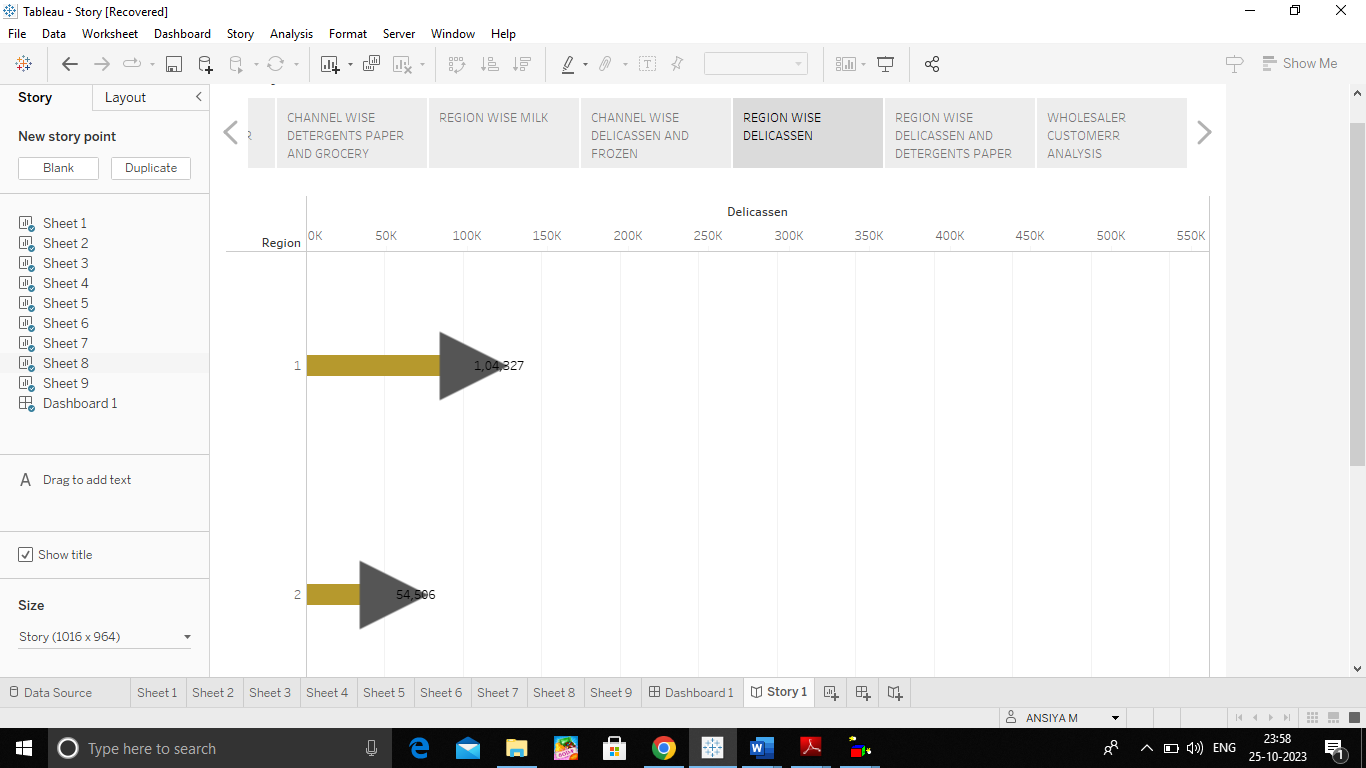 Tableau - Story [Recovered]
File Data Worksheet Dashboard Story Analysis Format Server Window Help
Show Me
Story Layout
New story point
Blank Duplicate
Sheet 1
Sheet 2
Sheet 3
Sheet 4
Sheet 5
Sheet 6
Sheet 7
Sheet 8
Sheet 9
Dashboard 1
A Drag to add text
Show title
Size
Story (1016 x 964)
R
CHANNEL WISE
DETERGENTS PAPER
AND GROCERY
REGION WISE MILK
CHANNEL WISE
DELICASSEN AND
FROZEN
REGION WISE
DELICASSEN
REGION WISE
DELICASSEN AND
DETERGENTS PAPER
WHOLESALER
CUSTOMERR
ANALYSIS
Delicassen
Region 0K 50K 100K 150K 200K 250K 300K 350K 400K 450K 500K 550K
1 1,04,327
2 54,506
Data Source Sheet 1 Sheet 2 Sheet 3 Sheet 4 Sheet 5 Sheet 6 Sheet 7 Sheet 8 Sheet 9 Dashboard 1 Story 1
ANSIYA M
Type here to search
ENG
23:58
25-10-2023
1